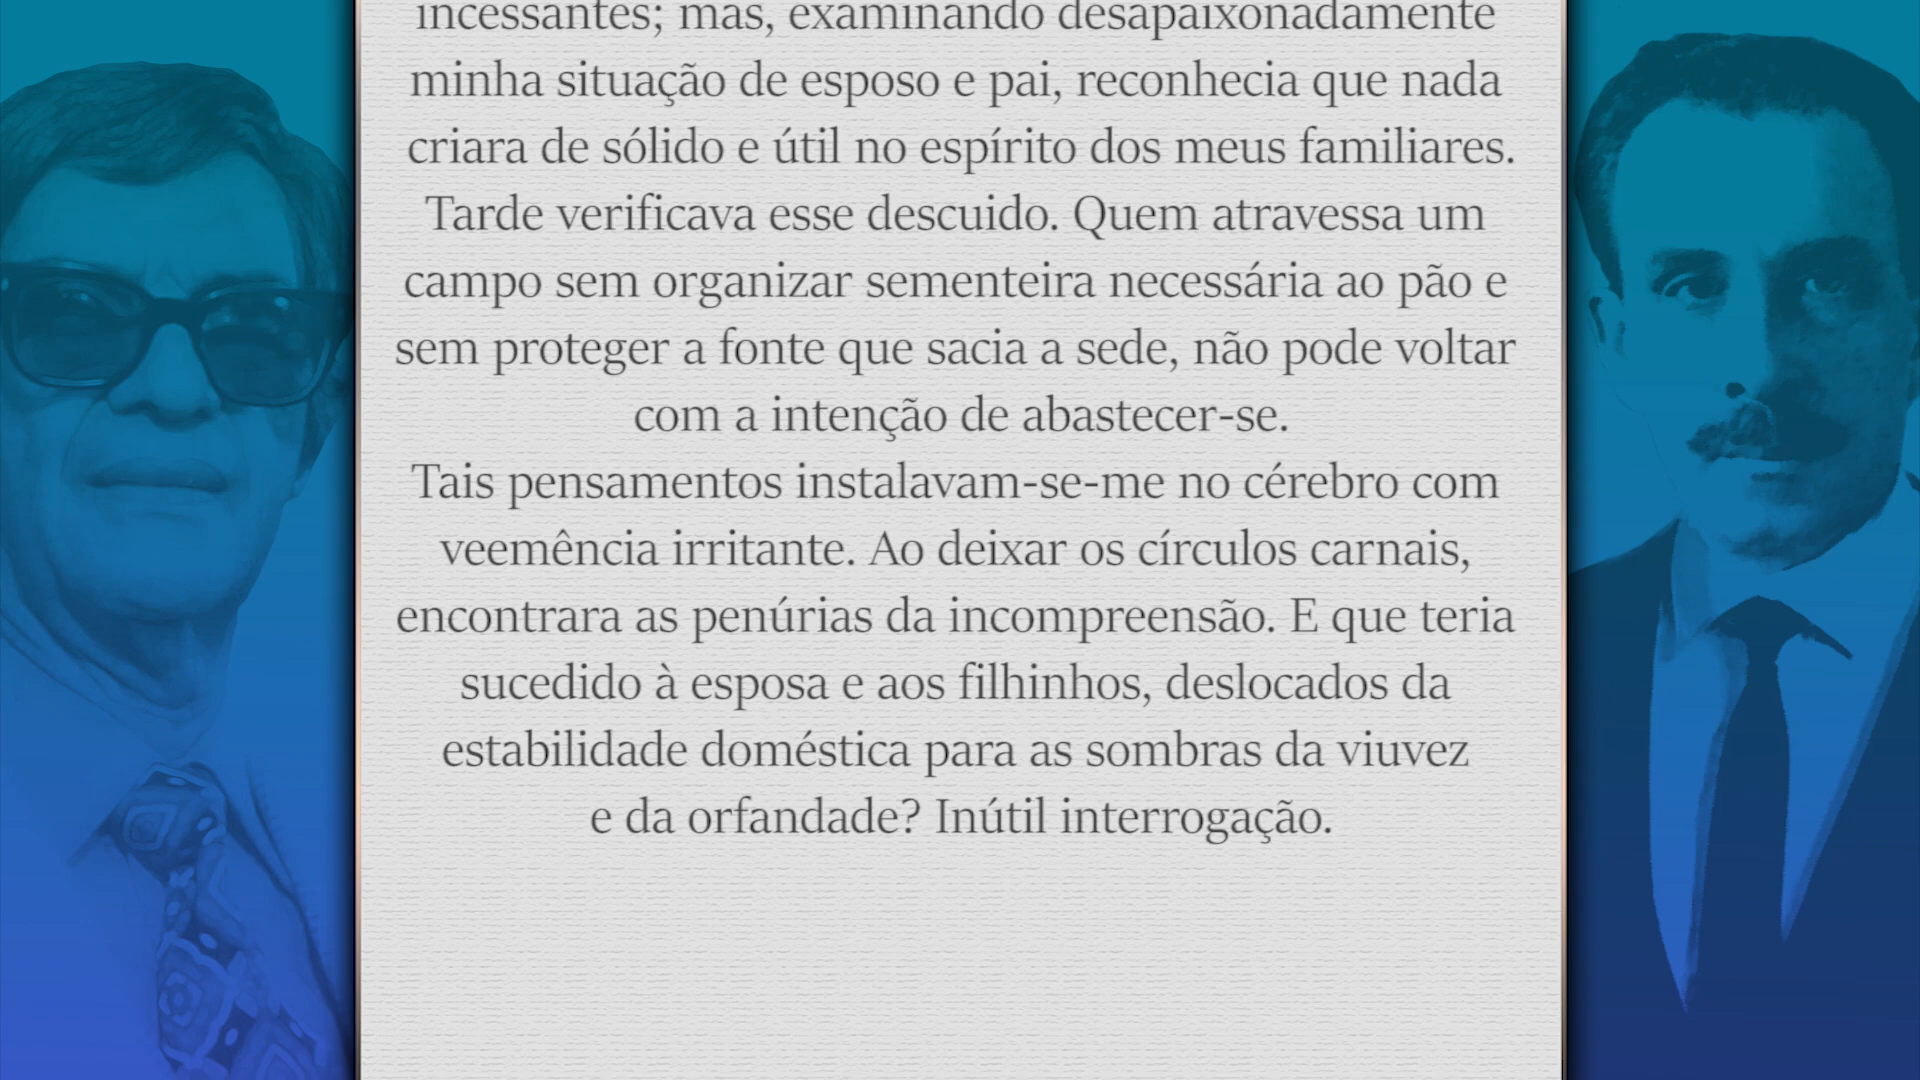 incessantes; mas, examinando desapaixonadamente
minha situação de esposo e pai, reconhecia que nada
criara de sólido e útil no espírito dos meus familiares.
Tarde verificava esse descuido. Quem atravessa um
campo sem organizar sementeira necessária ao pão e
sem proteger a fonte que sacia a sede, não pode voltar
com a intenção de abastecer-se.
Tais pensamentos instalavam-se-me no cérebro com
veemência irritante. Ao deixar os círculos carnais,
encontrara as penúrias da incompreensão. E que teria
sucedido à esposa e aos filhinhos, deslocados da
estabilidade doméstica para as sombras da viuvez
e da orfandade? Inútil interrogação.